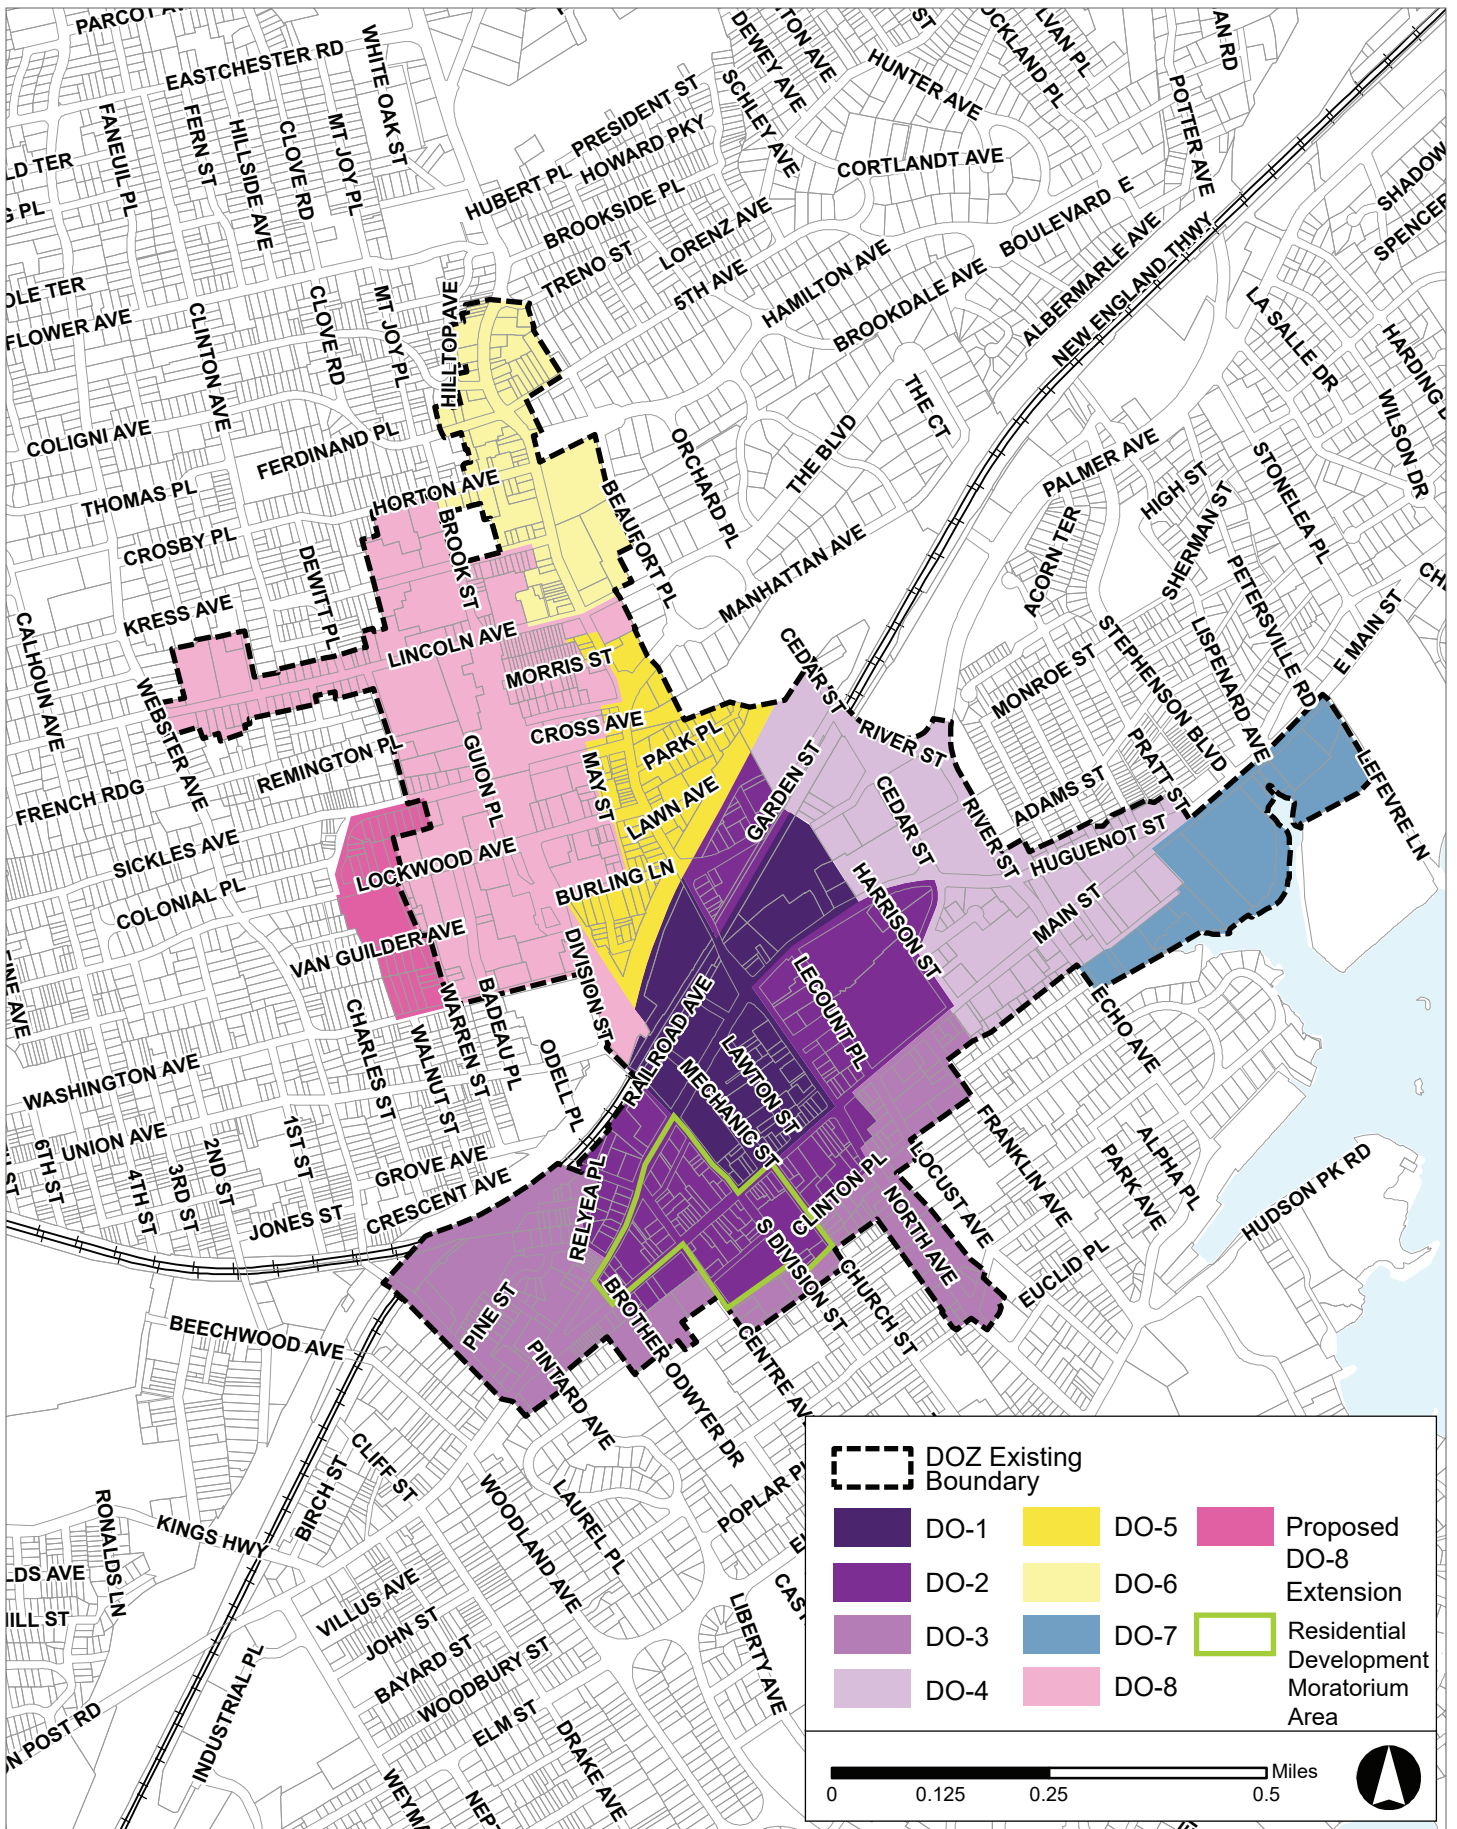 EASTCHESTER RD
WHITE OAK ST
DEWEY AVE
HUNTER AVE
POTTER AVE
FANEUIL PL
FERN ST
HILLSIDE AVE
CLOVE RD
MT JOY PL
PRESIDENT ST
SCHLEY AVE
HOWARD PKY
CORTLANDT AVE
HUBERT PL
BROOKSIDE PL
LORENZ AVE
BOULEVARD E
TRENO ST
5TH AVE
HAMILTON AVE
BROOKDALE AVE
ALBERMARLE AVE
NEW ENGLAND THWY
FLOWER AVE
CLINTON AVE
CLOVE RD
MT JOY PL
HILLTOP AVE
LA SALLE DR
WILSON DR
COLIGNI AVE
FERDINAND PL
ORCHARD PL
THE BLVD
THE CT
PALMER AVE
HIGH ST
STONELEA PL
THOMAS PL
HORTON AVE
BEAUFORT PL
SHERMAN ST
CROSBY PL
DEWITT PL
BROOK ST
MANHATTAN AVE
ACORN TER
PETERSVILLE RD
KRESS AVE
CALHOUN AVE
LINCOLN AVE
MORRIS ST
CEDAR ST
MONROE ST
STEPHENSON BLVD
LISPENARD AVE
E MAIN ST
WEBSTER AVE
CROSS AVE
PARK PL
RIVER ST
REMINGTON PL
GUION PL
MAY ST
LAWN AVE
GARDEN ST
CEDAR ST
RIVER ST
ADAMS ST
PRATT ST
LEFEVRE LN
FRENCH RDG
SICKLES AVE
LOCKWOOD AVE
BURLING LN
HARRISON ST
HUGUENOT ST
COLONIAL PL
MAIN ST
VAN GUILDER AVE
DIVISION ST
LECOUNT PL
ECHO AVE
CHARLES ST
WALNUT ST
WARREN ST
BADEAU PL
ODELL PL
RAILROAD AVE
LAWTON ST
MECHANIC ST
WASHINGTON AVE
UNION AVE
6TH ST
4TH ST
3RD ST
2ND ST
1ST ST
GROVE AVE
CRESCENT AVE
JONES ST
RELYEA PL
CLINTON PL
S DIVISION ST
CHURCH ST
NORTH AVE
LOCUST AVE
FRANKLIN AVE
PARK AVE
ALPHA PL
HUDSON PK RD
EUCLID PL
BEECHWOOD AVE
PINE ST
PINTARD AVE
BROTHER ODWYER DR
CENTRE AV
CLIFF ST
BIRCH ST
KINGS HWY
RONALDS LN
WOODLAND AVE
LAUREL PL
POPLAR PL
LDS AVE
VILLUS AVE
JOHN ST
BAYARD ST
WOODBURY ST
ELM ST
DRAKE AVE
LIBERTY AVE
INDUSTRIAL PL
DOZ Existing
Boundary
DO-1
DO-2
DO-3
DO-4
DO-5
DO-6
DO-7
DO-8
Proposed
DO-8
Extension
Residential
Development
Moratorium
Area
Miles
0 0.125 0.25 0.5